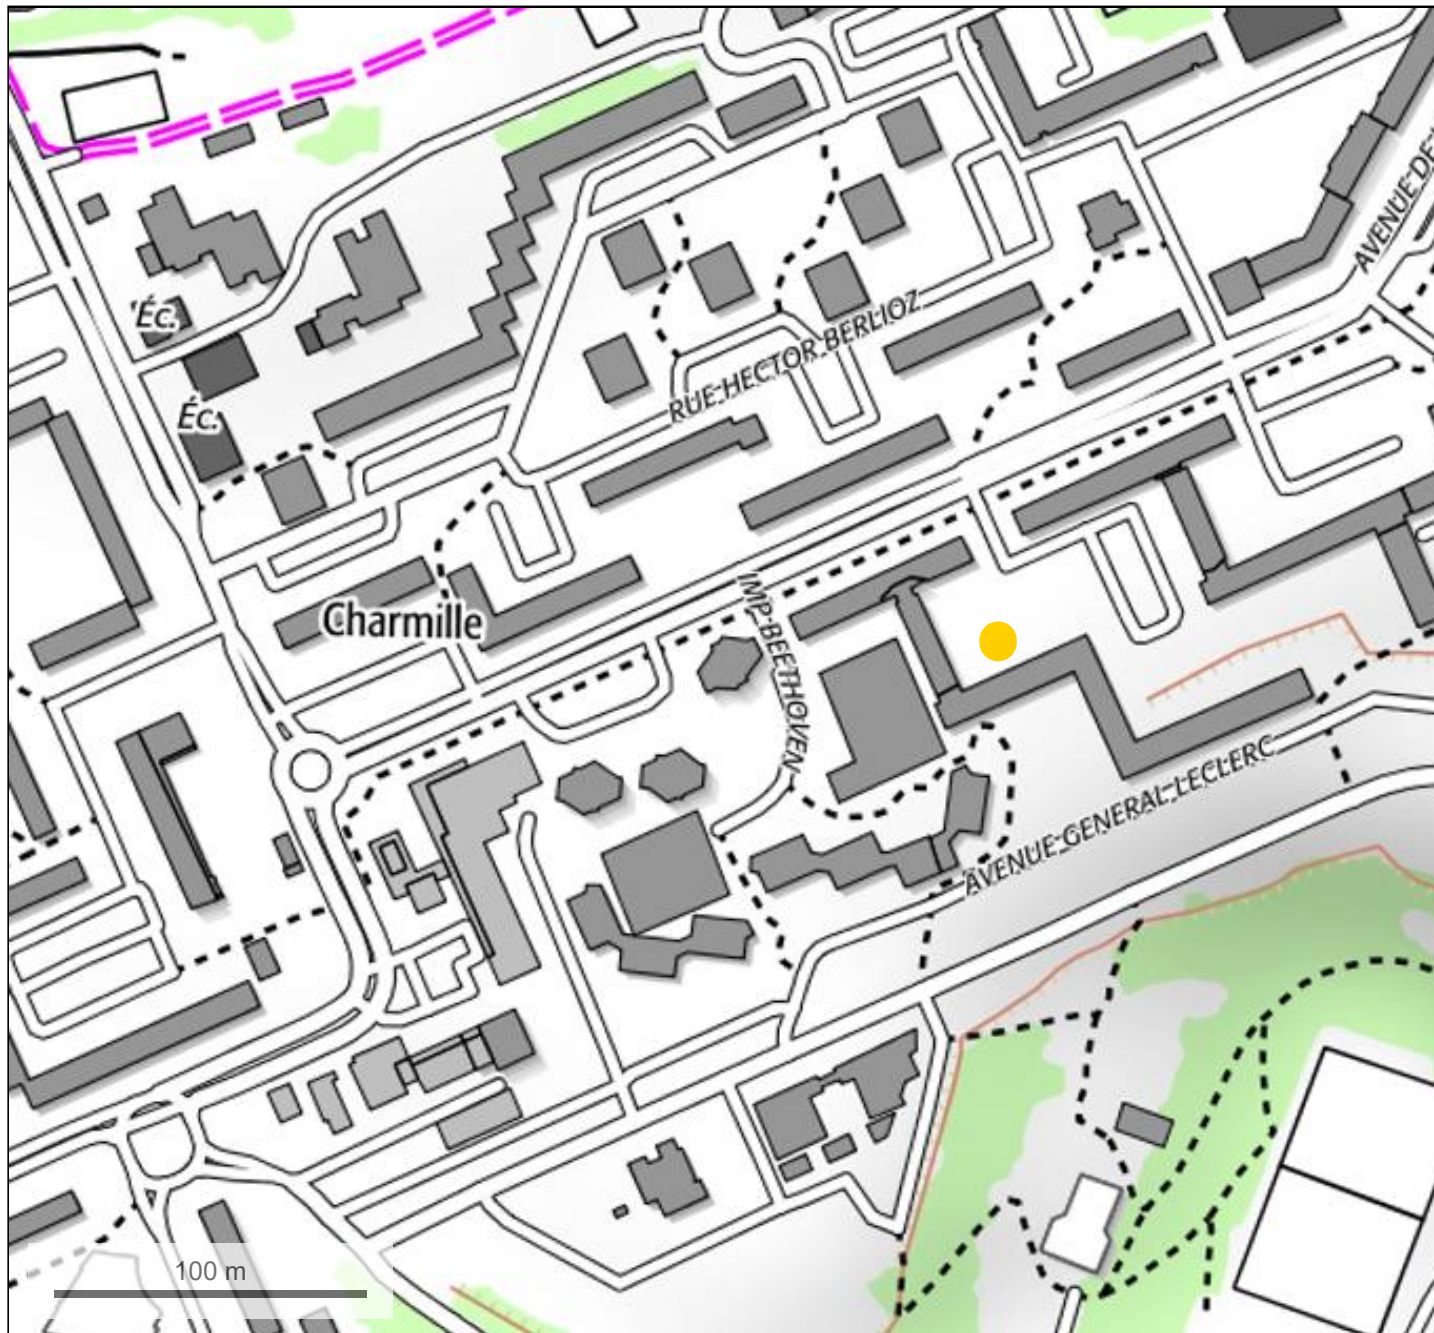 AVENUE DE
Éc.
RUE HECTOR BERLIOZ
Éc.
Charmille
IMP BEETHOVEN
AVENUE GENERAL LECLERC
100 m